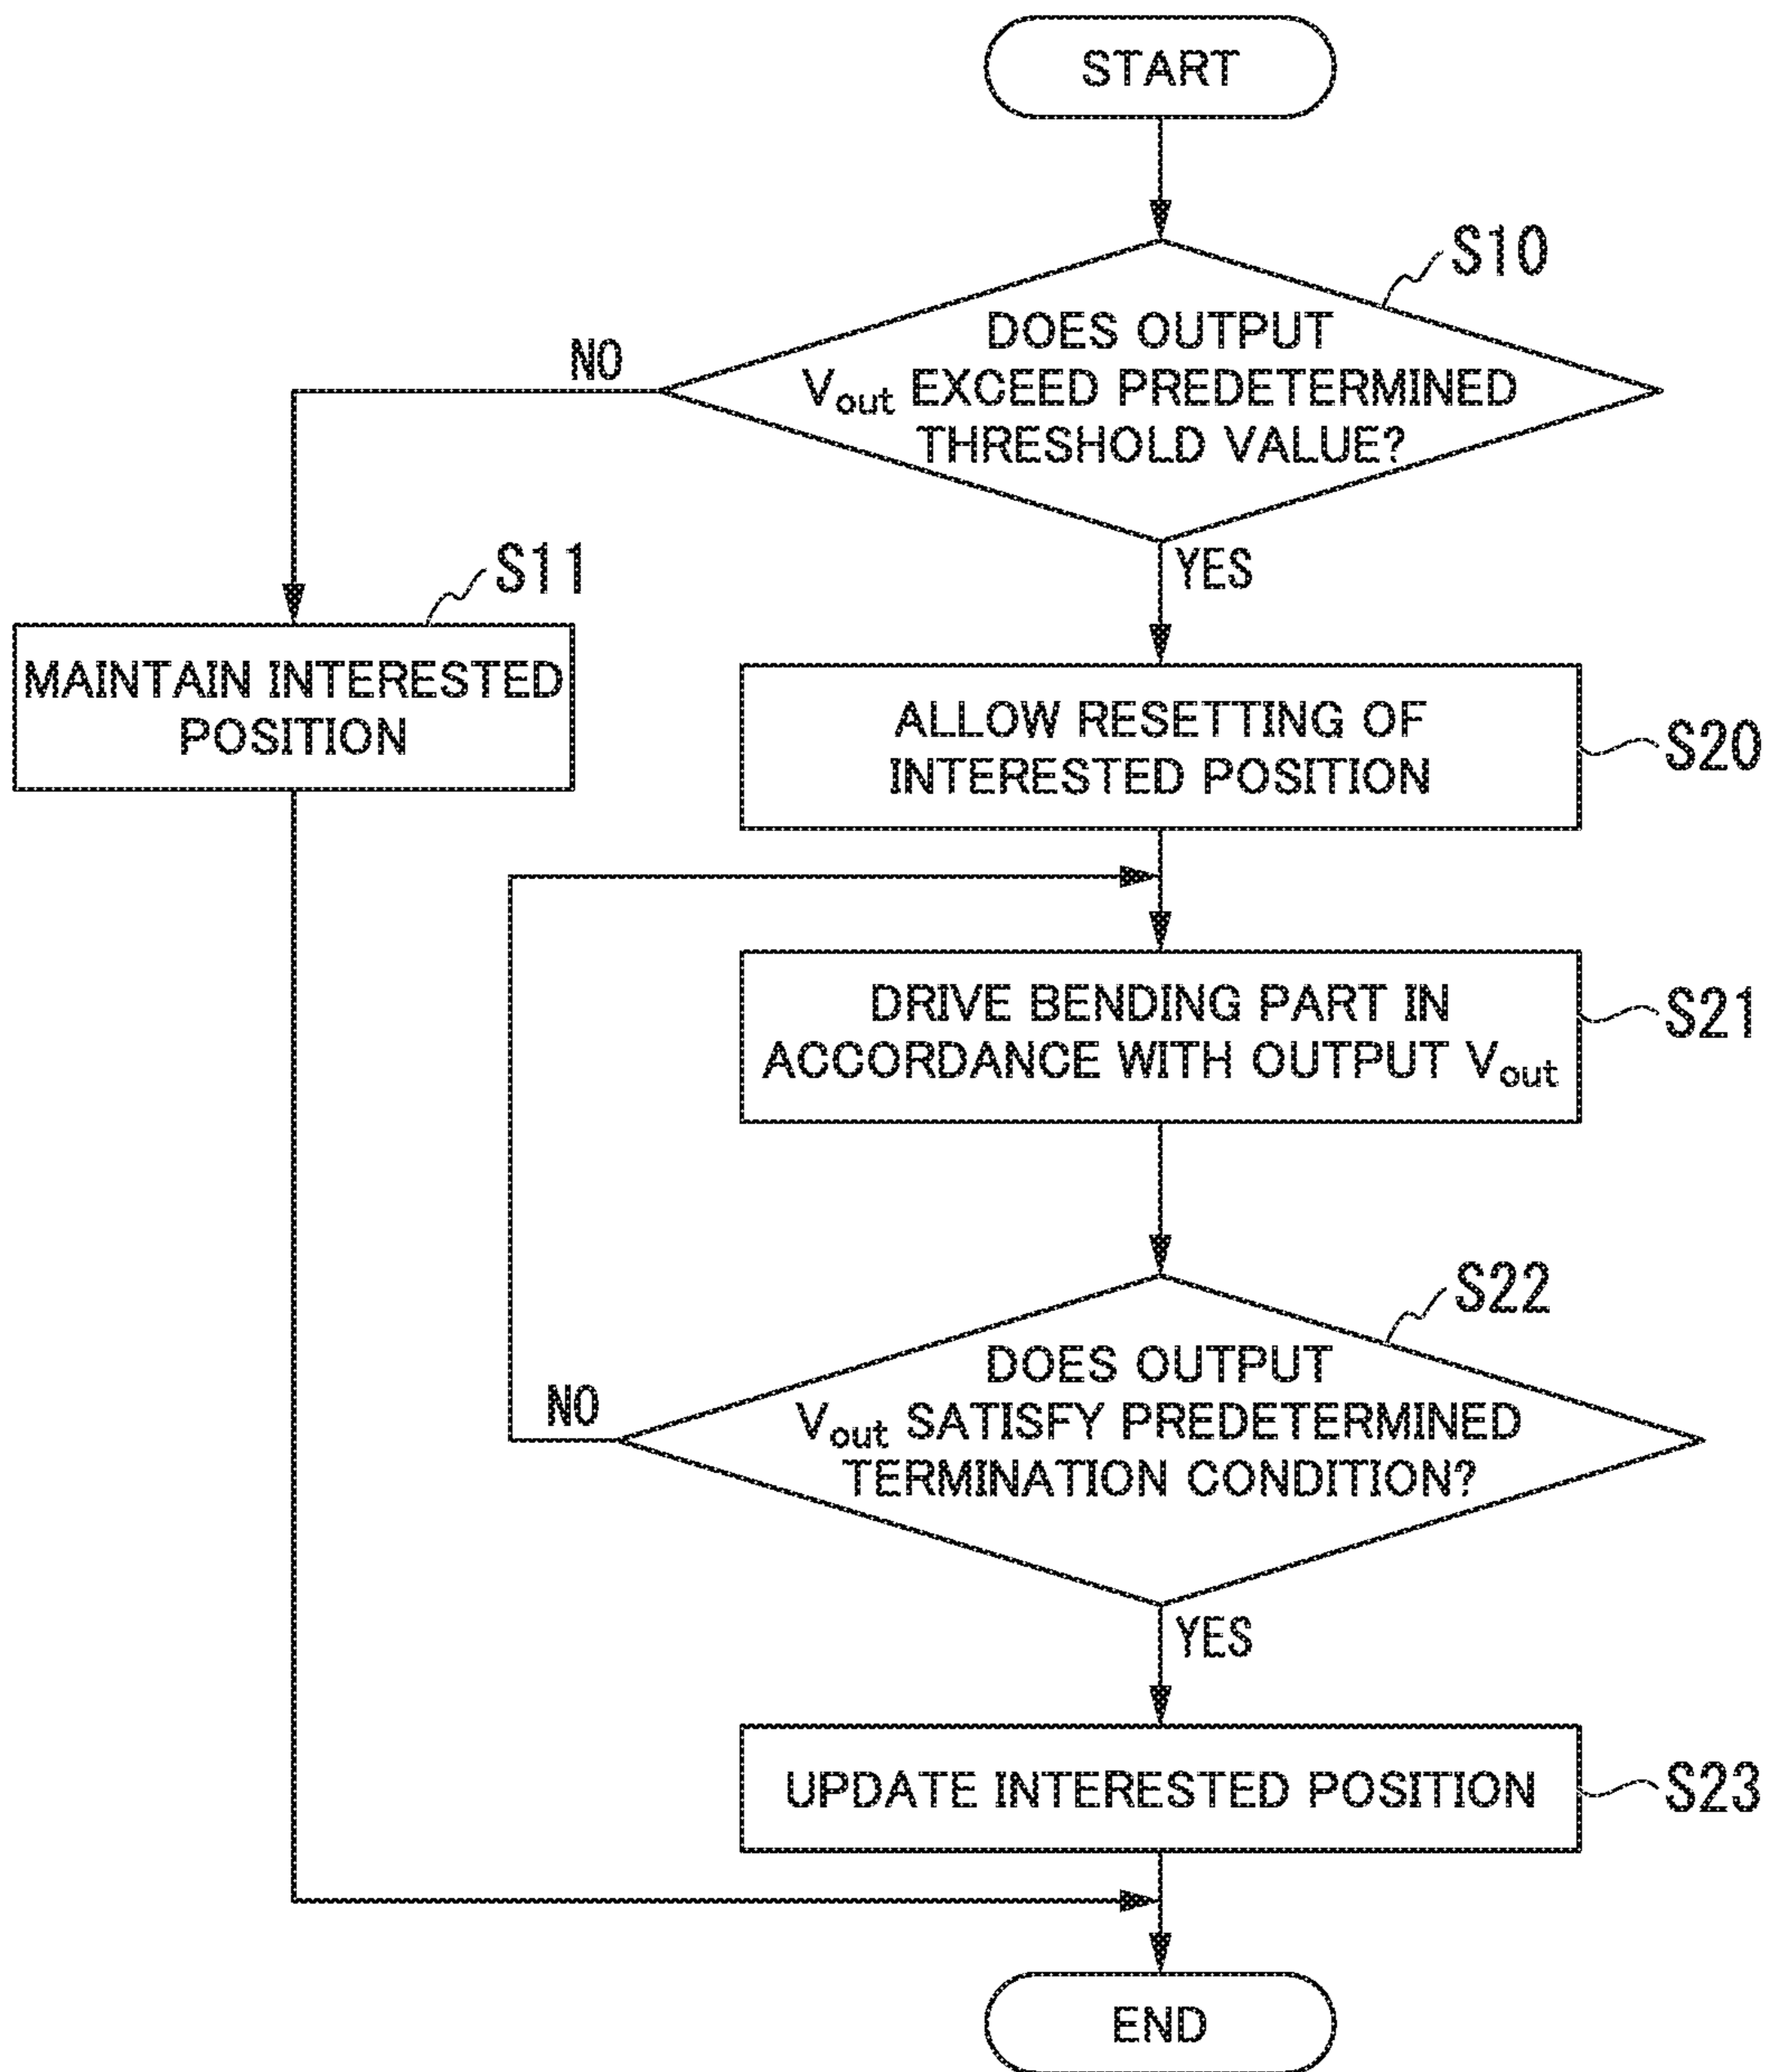 START
S10
DOES OUTPUT
Vout EXCEED PREDETERMINED
THRESHOLD VALUE?
NO
YES
S11
MAINTAIN INTERESTED
POSITION
ALLOW RESETTING OF
INTERESTED POSITION
S20
DRIVE BENDING PART IN
ACCORDANCE WITH OUTPUT Vout
S21
S22
DOES OUTPUT
Vout SATISFY PREDETERMINED
TERMINATION CONDITION?
NO
YES
UPDATE INTERESTED POSITION
S23
END